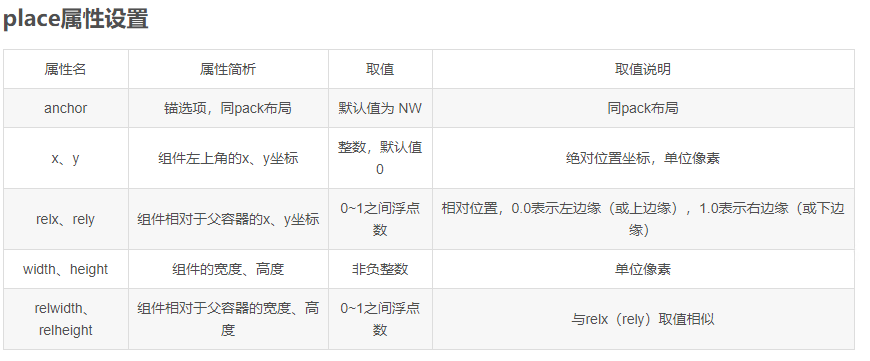 place属性设置
属性名 属性简析 取值 取值说明
anchor 锚选项，同pack布局 默认值为 NW 同pack布局
x、y 组件左上角的x、y坐标 整数，默认值
0 绝对位置坐标，单位像素
relx、rely 组件相对于父容器的x、y坐标 0~1之间浮点
数 相对位置，0.0表示左边缘（或上边缘），1.0表示右边缘（或下边
缘）
width、height 组件的宽度、高度 非负整数 单位像素
relwidth、
relheight 组件相对于父容器的宽度、高
度 0~1之间浮点
数 与relx（rely）取值相似